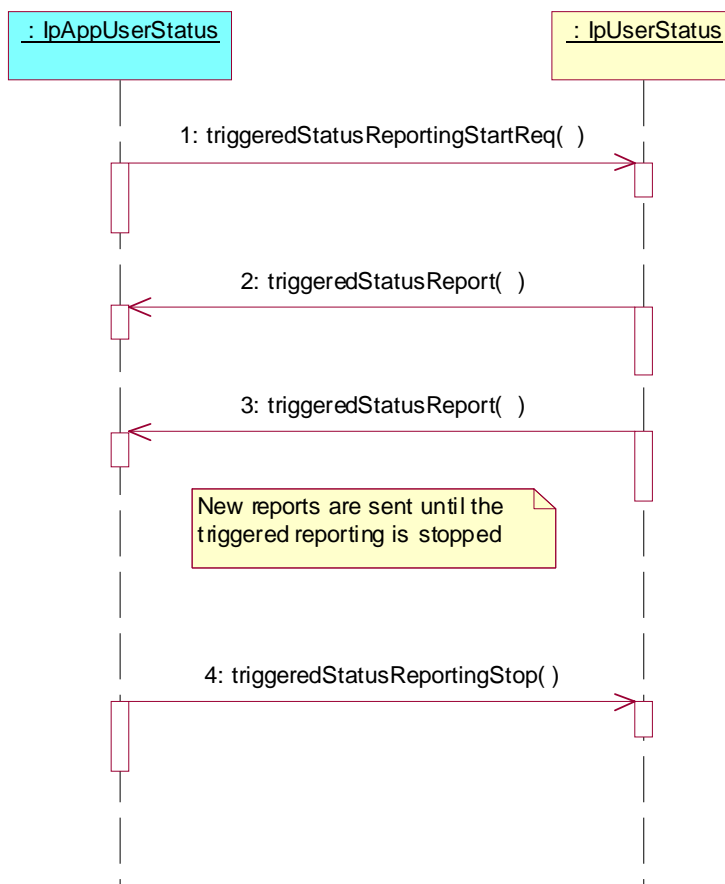 : IpAppUserStatus
: IpUserStatus
1: triggeredStatusReportingStartReq( )
2: triggeredStatusReport( )
3: triggeredStatusReport( )
New reports are sent until the
triggered reporting is stopped
4: triggeredStatusReportingStop( )